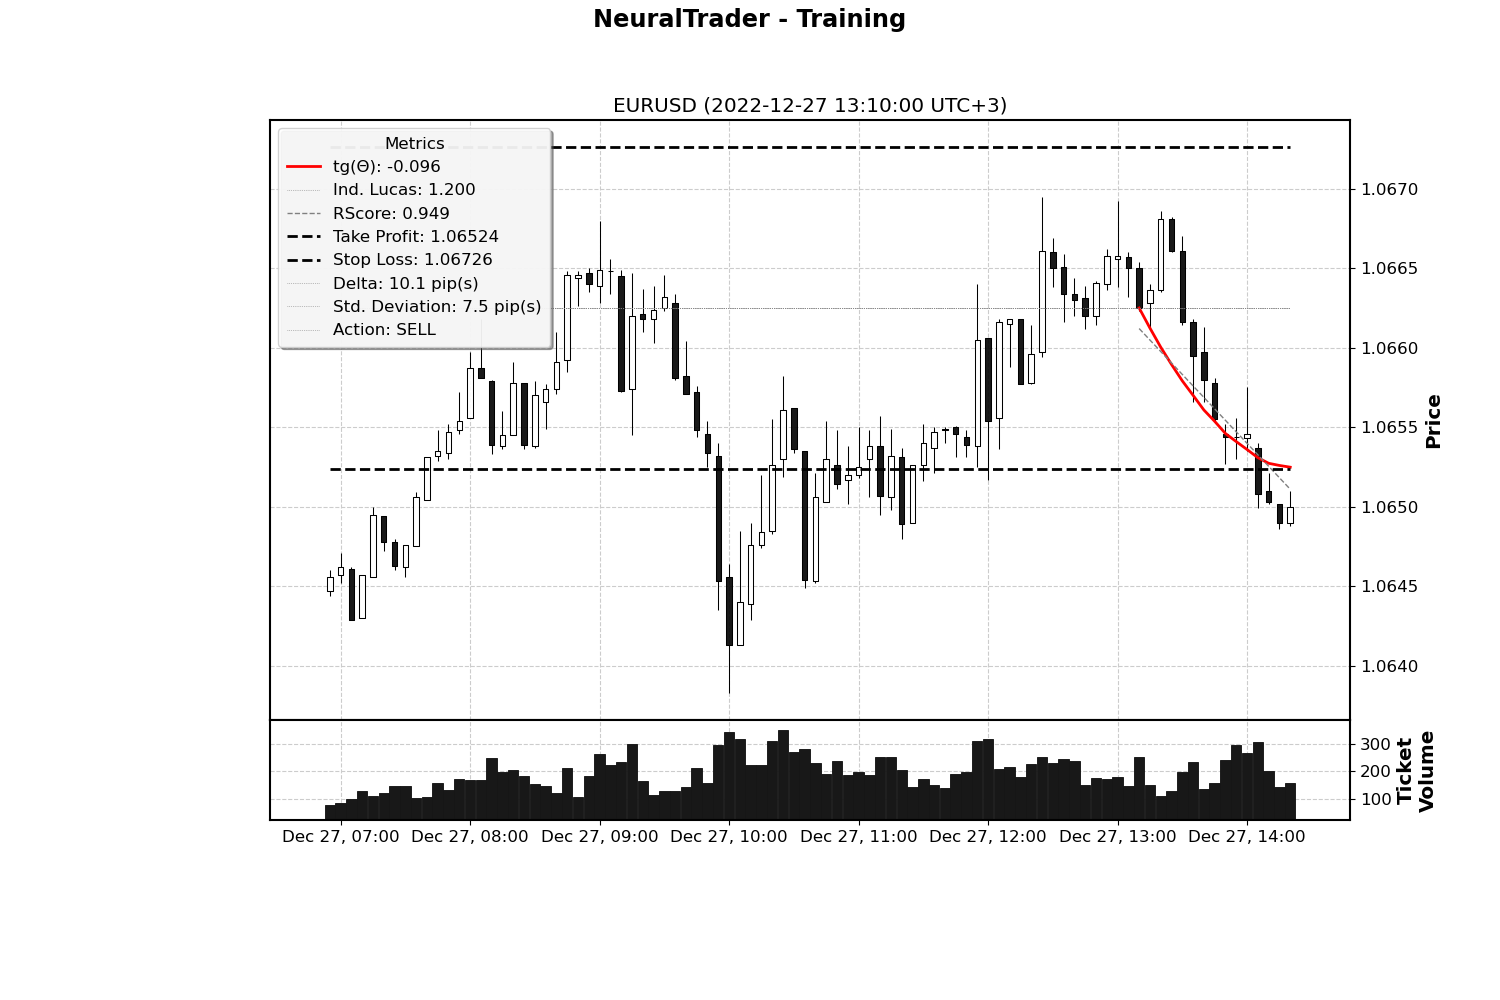 NeuralTrader - Training
EURUSD (2022-12-27 13:10:00 UTC+3)
Metrics
tg(Θ): -0.096
Ind. Lucas: 1.200
RScore: 0.949
Take Profit: 1.06524
Stop Loss: 1.06726
Delta: 10.1 pip(s)
Std. Deviation: 7.5 pip(s)
Action: SELL
1.0670
1.0665
1.0660
1.0655
1.0650
1.0645
1.0640
Price
300
200
100
Ticket
Volume
Dec 27, 07:00 Dec 27, 08:00 Dec 27, 09:00 Dec 27, 10:00 Dec 27, 11:00 Dec 27, 12:00 Dec 27, 13:00 Dec 27, 14:00